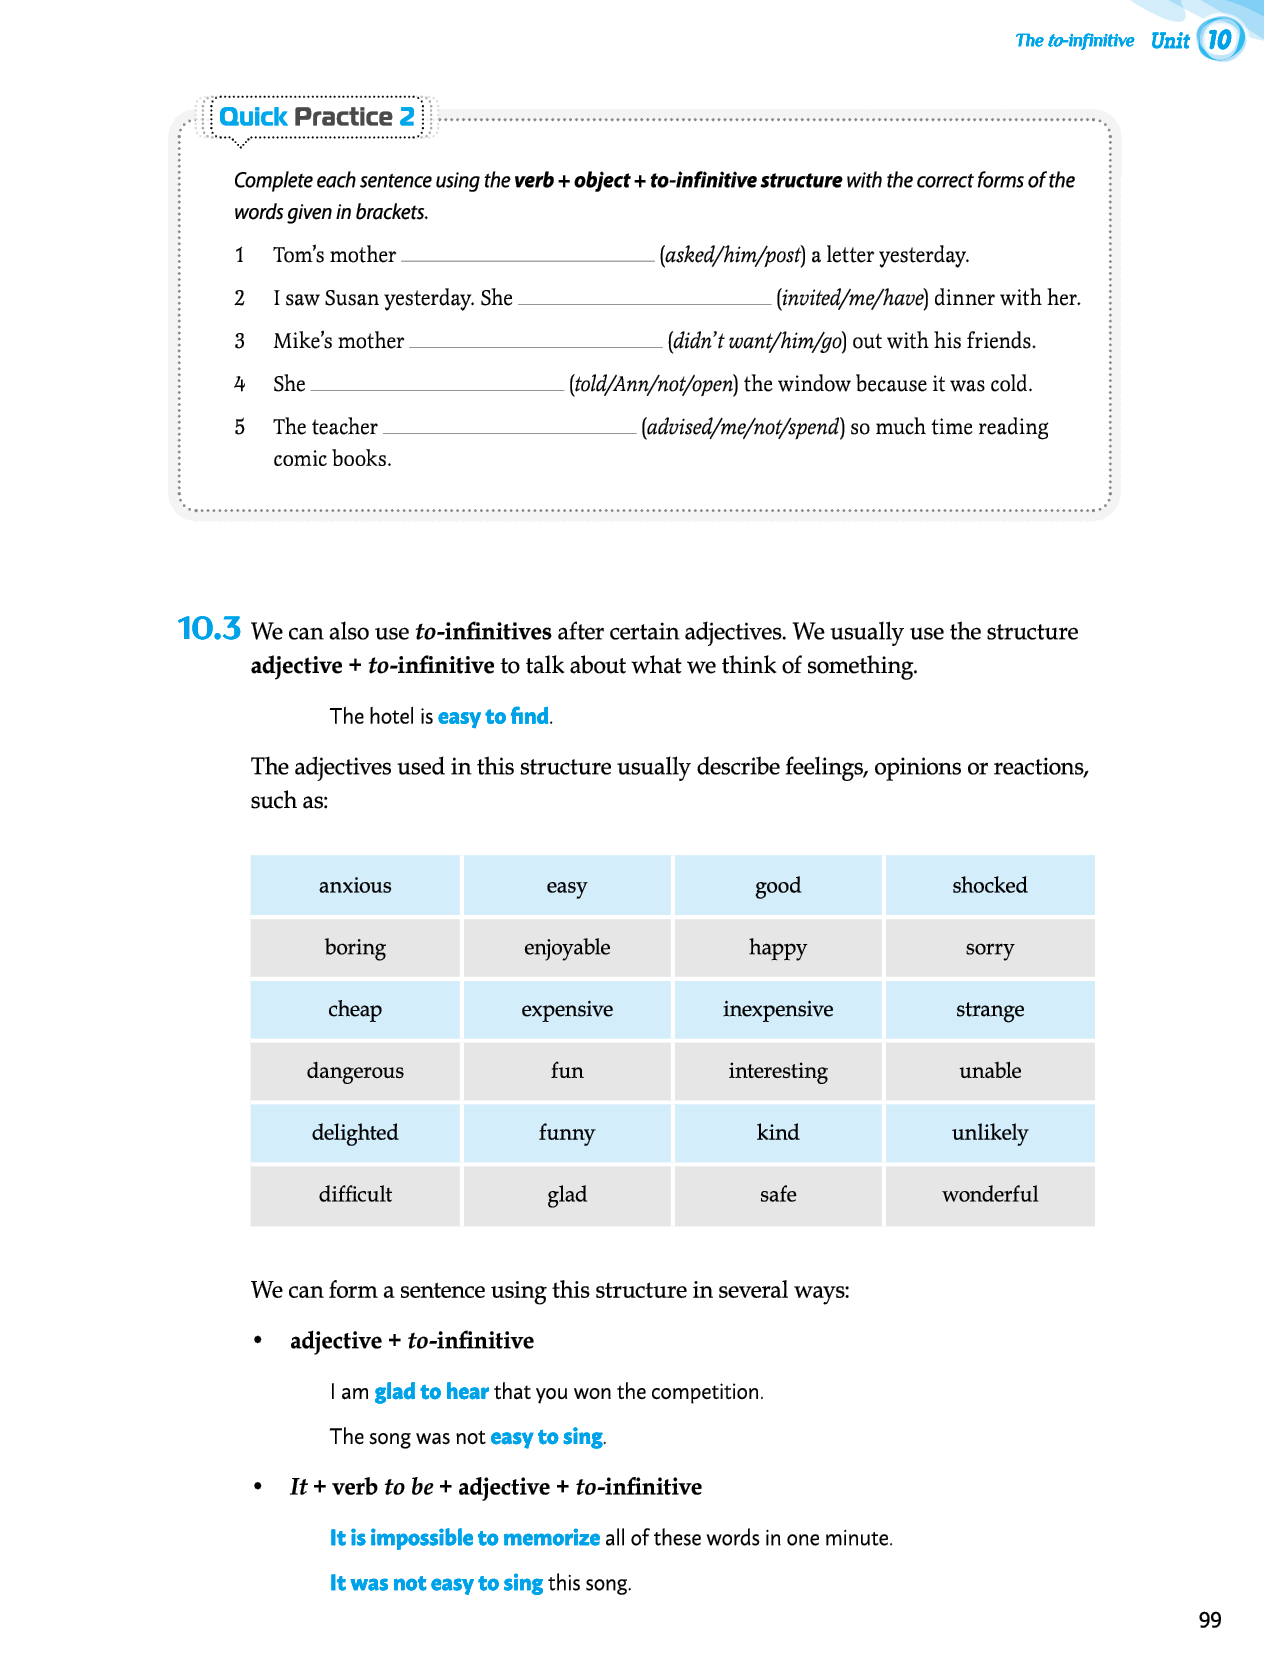 The to-infinitive Unit 10
Quick Practice 2
Complete each sentence using the verb + object + to-infinitive structure with the correct forms of the
words given in brackets.
1 Tom's mother ______ (asked/him/post) a letter yesterday.
2 I saw Susan yesterday. She ______ (invited/me/have) dinner with her.
3 Mike's mother ______ (didn't want/him/go) out with his friends.
4 She ______ (told/Ann/not/open) the window because it was cold.
5 The teacher ______ (advised/me/not/spend) so much time reading
comic books.
10.3 We can also use to-infinitives after certain adjectives. We usually use the structure
adjective + to-infinitive to talk about what we think of something.
The hotel is easy to find.
The adjectives used in this structure usually describe feelings, opinions or reactions,
such as:
anxious easy good shocked
boring enjoyable happy sorry
cheap expensive inexpensive strange
dangerous fun interesting unable
delighted funny kind unlikely
difficult glad safe wonderful
We can form a sentence using this structure in several ways:
• adjective + to-infinitive
I am glad to hear that you won the competition.
The song was not easy to sing.
• It + verb to be + adjective + to-infinitive
It is impossible to memorize all of these words in one minute.
It was not easy to sing this song.
99